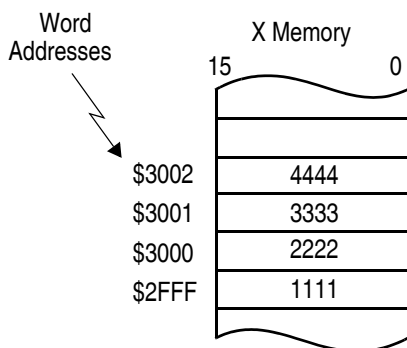 Word
Addresses
X Memory
15 0
$3002 4444
$3001 3333
$3000 2222
$2FFF 1111